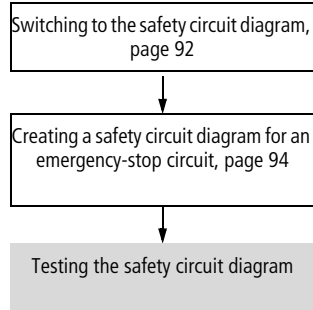 Switching to the safety circuit diagram,
page 92
Creating a safety circuit diagram for an
emergency-stop circuit, page 94
Testing the safety circuit diagram